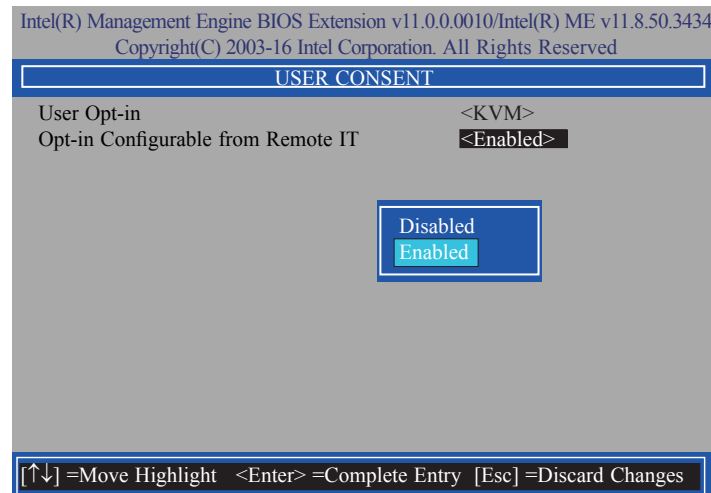 Intel(R) Management Engine BIOS Extension v11.0.0.0010/Intel(R) ME v11.8.50.3434
Copyright(C) 2003-16 Intel Corporation. All Rights Reserved
USER CONSENT
User Opt-in <KVM>
Opt-in Configurable from Remote IT <Enabled>
Disabled
Enabled
[↑↓] =Move Highlight <Enter> =Complete Entry [Esc] =Discard Changes